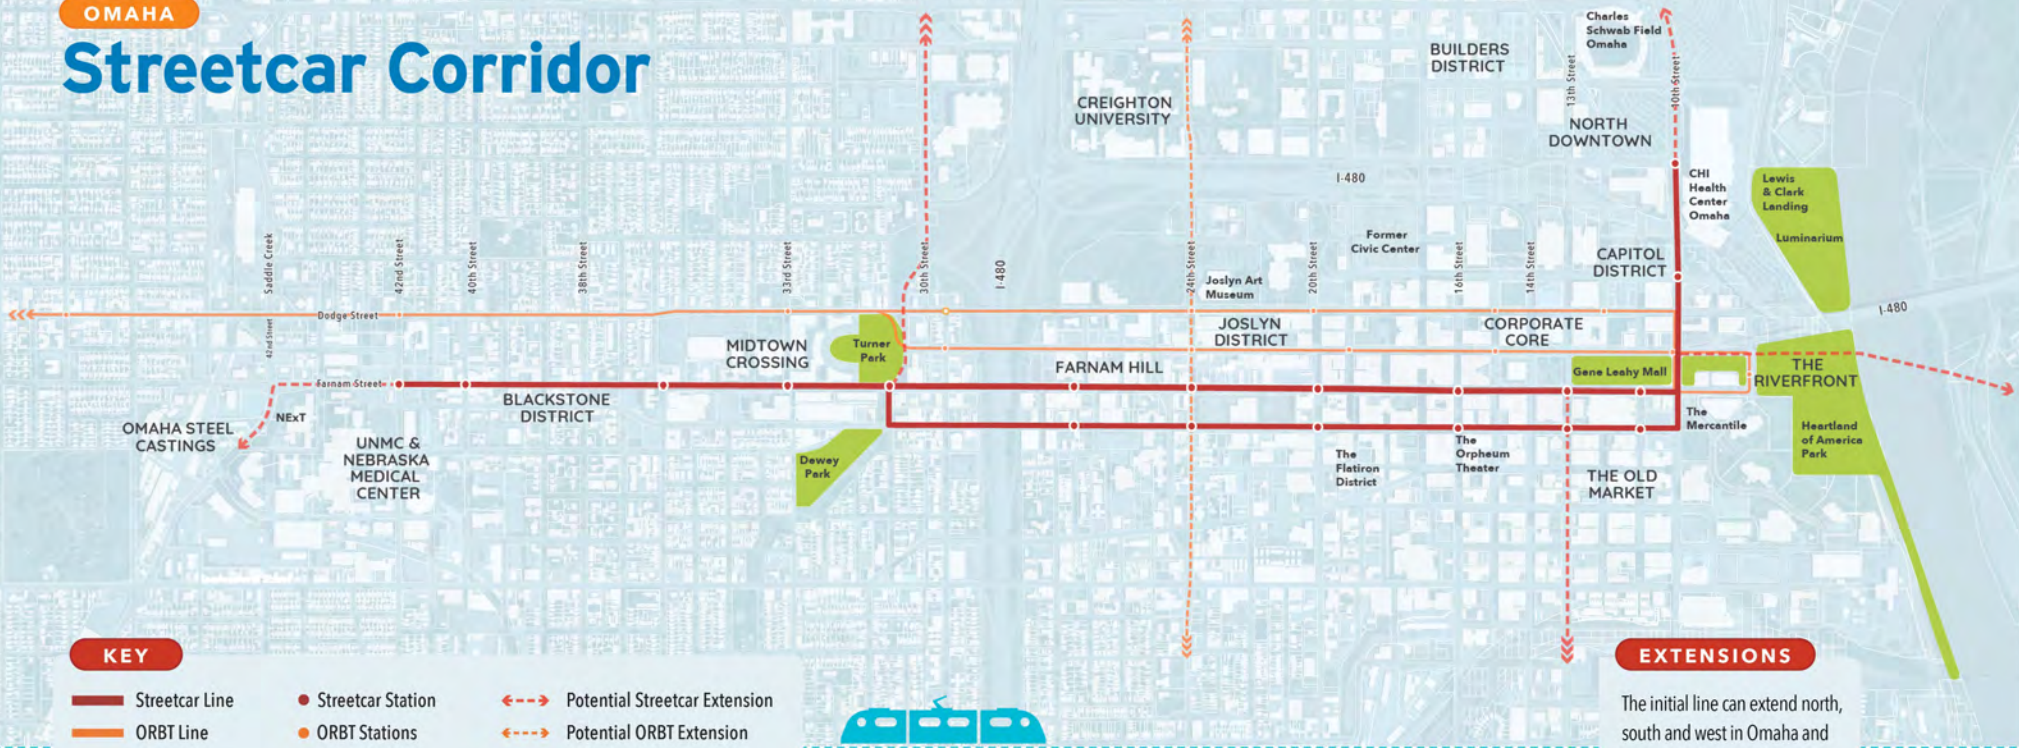 OMAHA
Streetcar Corridor
Charles
Schwab Field
Omaha
BUILDERS
DISTRICT
13th Street
10th Street
CREIGHTON
UNIVERSITY
NORTH
DOWNTOWN
I-480
CHI
Health
Center
Omaha
Lewis
& Clark
Landing
Luminarium
Saddle Creek
42nd Street
40th Street
38th Street
33rd Street
30th Street
I-480
24th Street
Joslyn Art
Museum
20th Street
Former
Civic Center
16th Street
14th Street
CAPITOL
DISTRICT
I-480
Dodge Street
42nd Street
MIDTOWN
CROSSING
Turner
Park
JOSLYN
DISTRICT
CORPORATE
CORE
FARNAM HILL
Gene Leahy Mall
THE
RIVERFRONT
Farnam Street
BLACKSTONE
DISTRICT
NExT
OMAHA STEEL
CASTINGS
UNMC &
NEBRASKA
MEDICAL
CENTER
Dewey
Park
The
Flatiron
District
The
Orpheum
Theater
THE OLD
MARKET
The
Mercantile
Heartland
of America
Park
KEY
Streetcar Line
Streetcar Station
Potential Streetcar Extension
ORBT Line
ORBT Stations
Potential ORBT Extension
EXTENSIONS
The initial line can extend north,
south and west in Omaha and